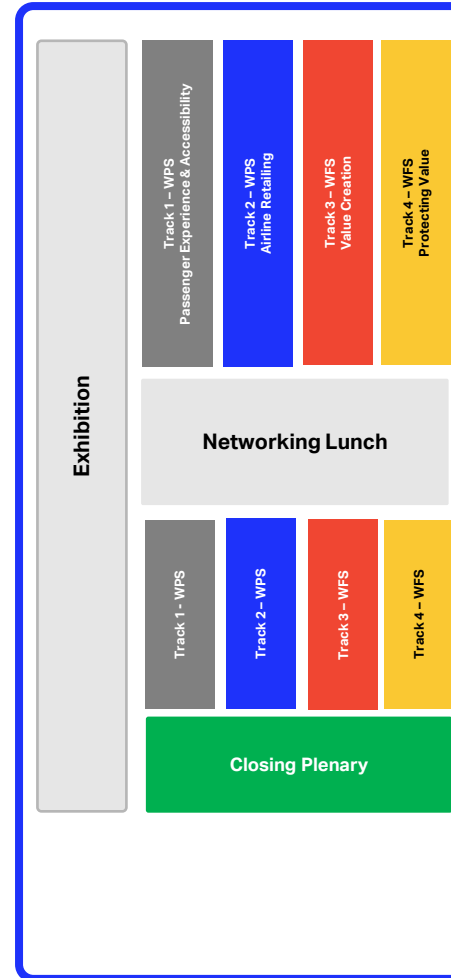 Exhibition
Track 1 – WPS
Passenger Experience & Accessibility
Track 2 – WPS
Airline Retailing
Track 3 – WFS
Value Creation
Track 4 – WFS
Protecting Value
Networking Lunch
Track 1 - WPS
Track 2 – WPS
Track 3 – WFS
Track 4 – WFS
Closing Plenary